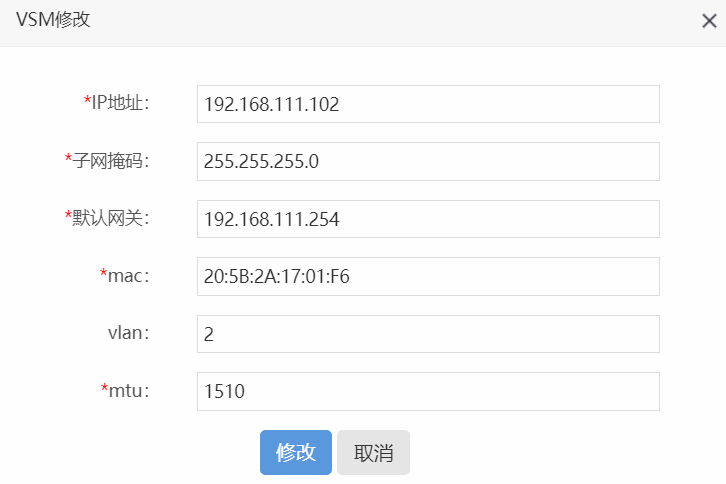 VSM修改
*IP地址： 192.168.111.102
*子网掩码： 255.255.255.0
*默认网关： 192.168.111.254
*mac： 20:5B:2A:17:01:F6
vlan： 2
*mtu： 1510
修改 取消